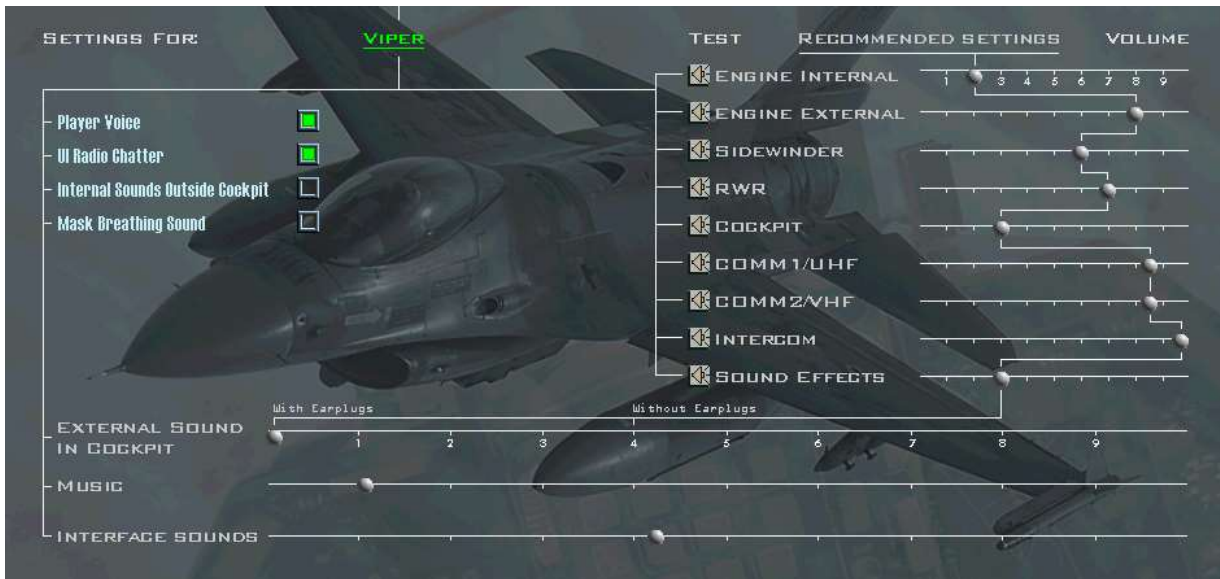 Settings For: Viper Test Recommended settings Volume
Engine Internal
1 3 4 5 6 7 8 9
Player Voice
Engine External
UI Radio Chatter
Sidewinder
Internal Sounds Outside Cockpit
RWR
Mask Breathing Sound
Cockpit
COMM1/UHF
COMM2/VHF
Intercom
Sound Effects
With Earplugs Without Earplugs
External Sound
In Cockpit
1 2 3 4 5 6 7 8 9
Music
Interface sounds